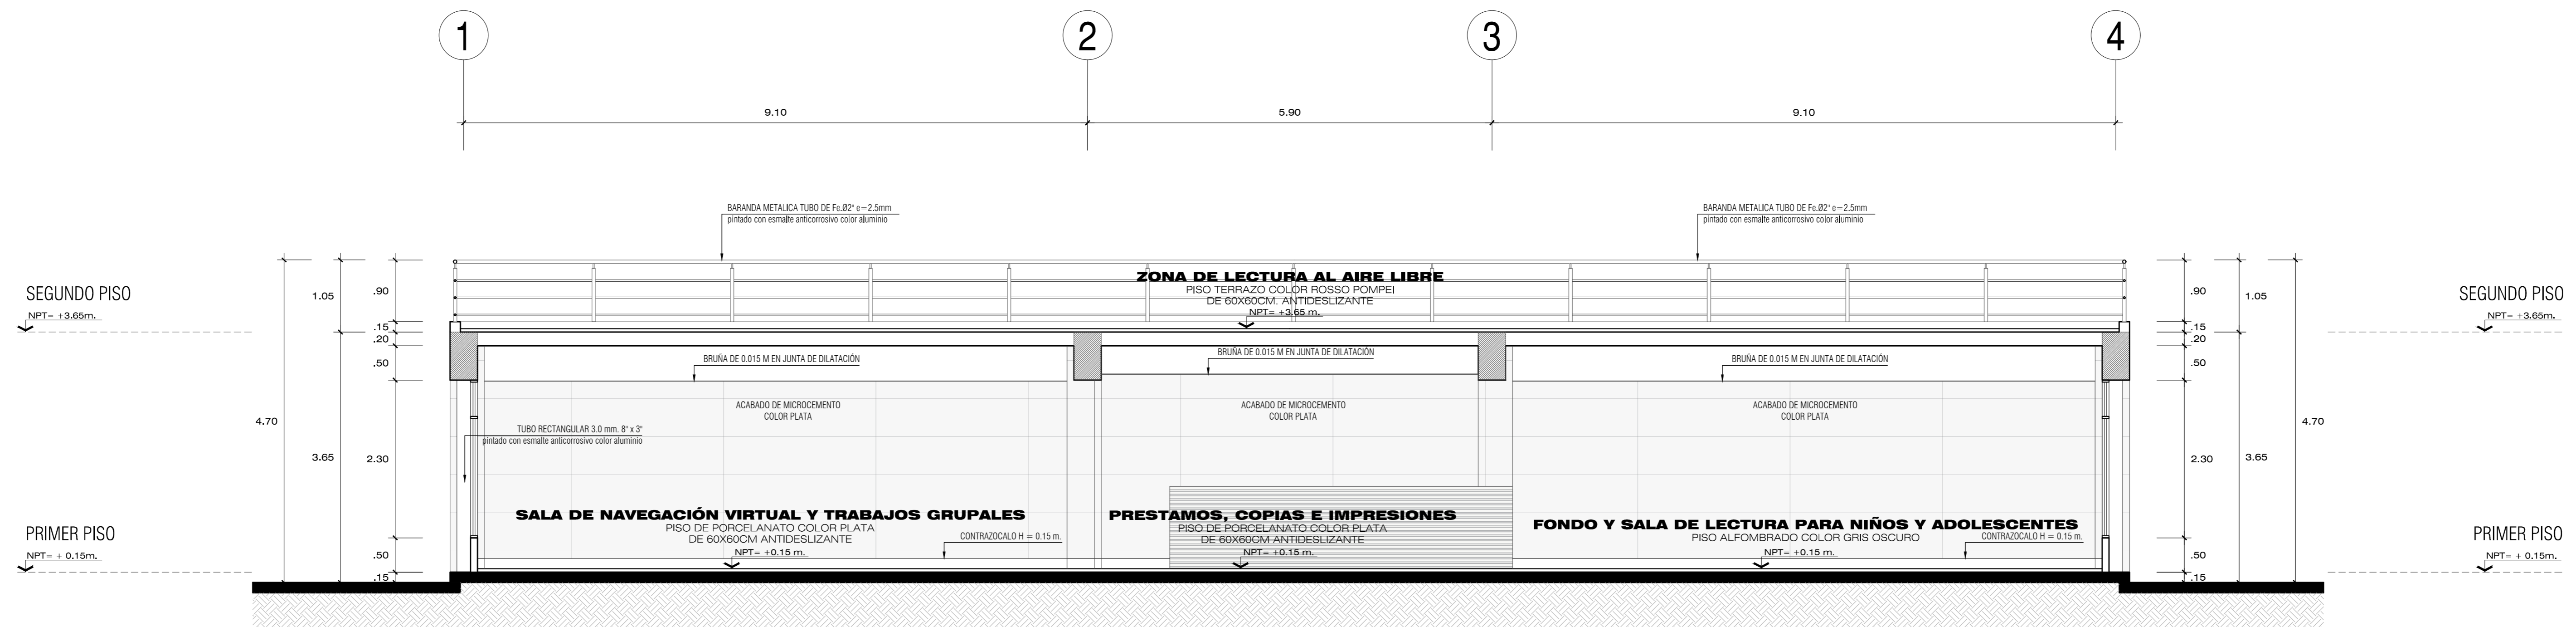 1
2
3
4
9.10
5.90
9.10
BARANDA METALICA TUBO DE Fe.Ø2" e=2.5mm
pintado con esmalte anticorrosivo color aluminio
BARANDA METALICA TUBO DE Fe.Ø2" e=2.5mm
pintado con esmalte anticorrosivo color aluminio
SEGUNDO PISO
NPT= +3.65m.
4.70
1.05
3.65
.90
.15
.20
.50
2.30
.50
.15
ZONA DE LECTURA AL AIRE LIBRE
PISO TERRAZO COLOR ROSSO POMPEI
DE 60X60CM. ANTIDESLIZANTE
NPT= +3.65 m.
.90
.15
.20
.50
2.30
.50
.15
1.05
3.65
4.70
SEGUNDO PISO
NPT= +3.65m.
BRUÑA DE 0.015 M EN JUNTA DE DILATACIÓN
BRUÑA DE 0.015 M EN JUNTA DE DILATACIÓN
BRUÑA DE 0.015 M EN JUNTA DE DILATACIÓN
ACABADO DE MICROCEMENTO
COLOR PLATA
ACABADO DE MICROCEMENTO
COLOR PLATA
ACABADO DE MICROCEMENTO
COLOR PLATA
TUBO RECTANGULAR 3.0 mm. 8" x 3"
pintado con esmalte anticorrosivo color aluminio
SALA DE NAVEGACIÓN VIRTUAL Y TRABAJOS GRUPALES
PISO DE PORCELANATO COLOR PLATA
DE 60X60CM ANTIDESLIZANTE
NPT= +0.15 m.
CONTRAZOCALO H = 0.15 m.
PRESTAMOS, COPIAS E IMPRESIONES
PISO DE PORCELANATO COLOR PLATA
DE 60X60CM ANTIDESLIZANTE
NPT= +0.15 m.
FONDO Y SALA DE LECTURA PARA NIÑOS Y ADOLESCENTES
PISO ALFOMBRADO COLOR GRIS OSCURO
CONTRAZOCALO H = 0.15 m.
NPT= +0.15 m.
PRIMER PISO
NPT= + 0.15m.
PRIMER PISO
NPT= + 0.15m.